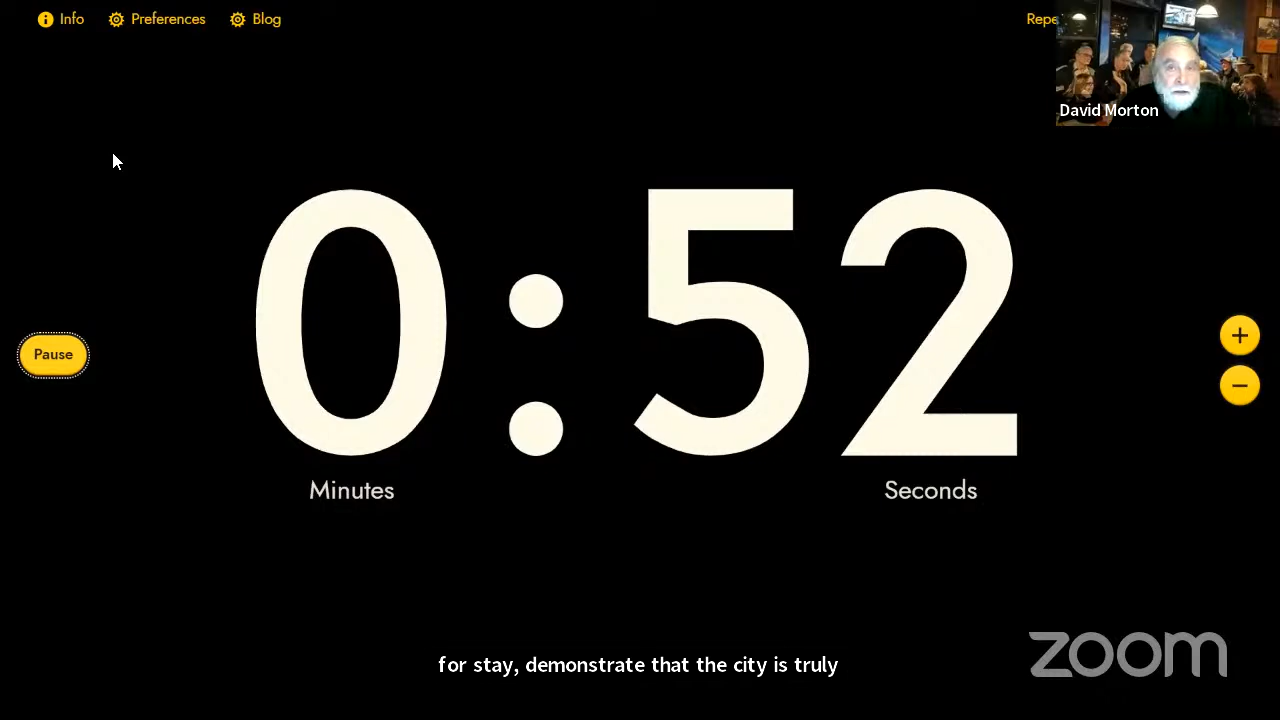 Info
Preferences
Blog
Repe
David Morton
0:52
Pause
+
−
Minutes
Seconds
for stay, demonstrate that the city is truly
zoom